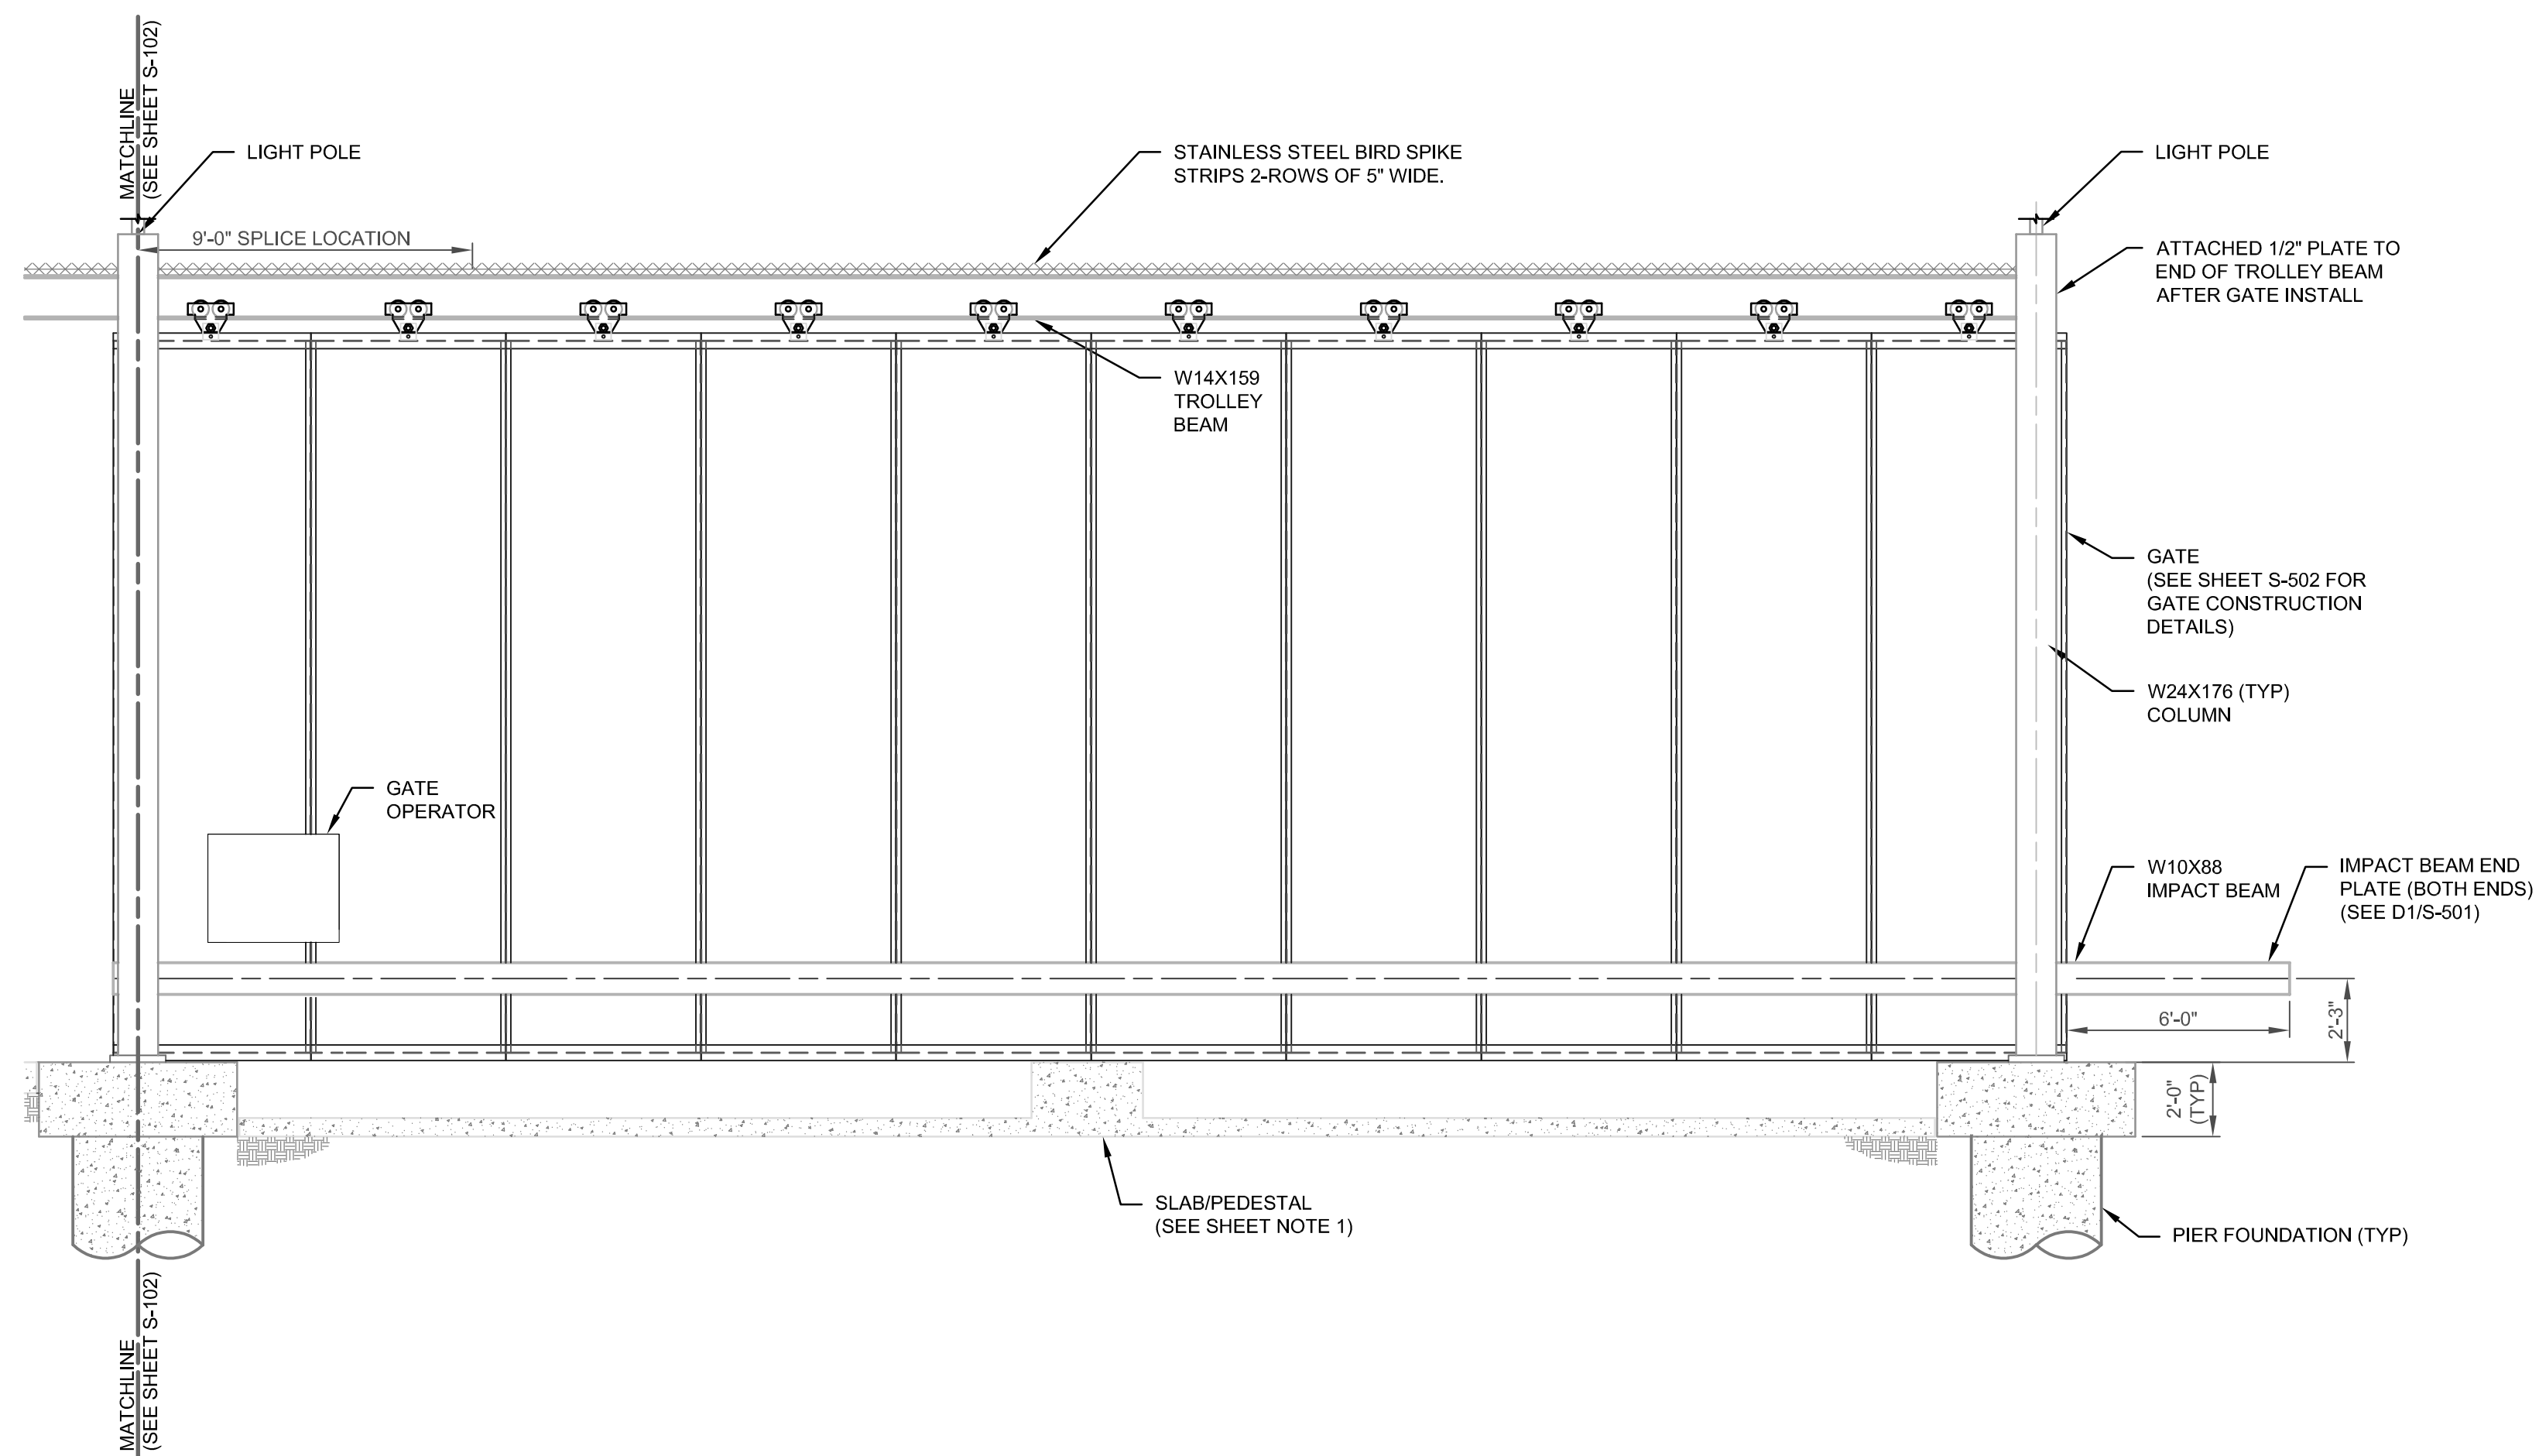 MATCHLINE
(SEE SHEET S-102)
LIGHT POLE
STAINLESS STEEL BIRD SPIKE
STRIPS 2-ROWS OF 5" WIDE.
LIGHT POLE
9'-0" SPLICE LOCATION
ATTACHED 1/2" PLATE TO
END OF TROLLEY BEAM
AFTER GATE INSTALL
W14X159
TROLLEY
BEAM
GATE
(SEE SHEET S-502 FOR
GATE CONSTRUCTION
DETAILS)
W24X176 (TYP)
COLUMN
GATE
OPERATOR
W10X88
IMPACT BEAM
IMPACT BEAM END
PLATE (BOTH ENDS)
(SEE D1/S-501)
6'-0"
2'-3"
2'-0"
(TYP)
SLAB/PEDESTAL
(SEE SHEET NOTE 1)
PIER FOUNDATION (TYP)
MATCHLINE
(SEE SHEET S-102)